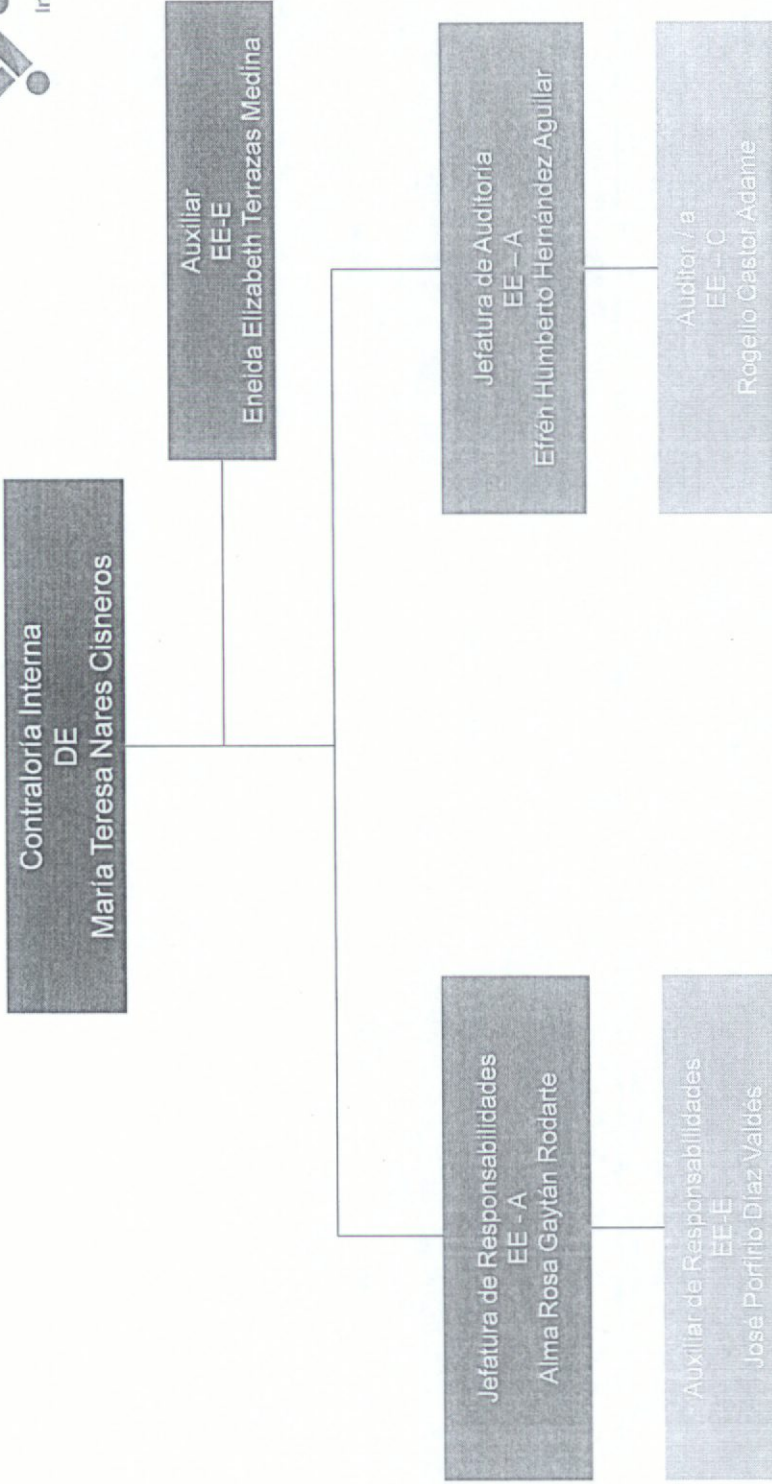 Contraloría Interna
DE
María Teresa Nares Cisneros
Auxiliar
EE-E
Eneida Elizabeth Terrazas Medina
Jefatura de Responsabilidades
EE - A
Alma Rosa Gaytán Rodarte
Jefatura de Auditoría
EE – A
Efrén Humberto Hernández Aguilar
Auxiliar de Responsabilidades
EE-E
José Porfirio Díaz Valdés
Auditor / a
EE – C
Rogelio Castor Adame